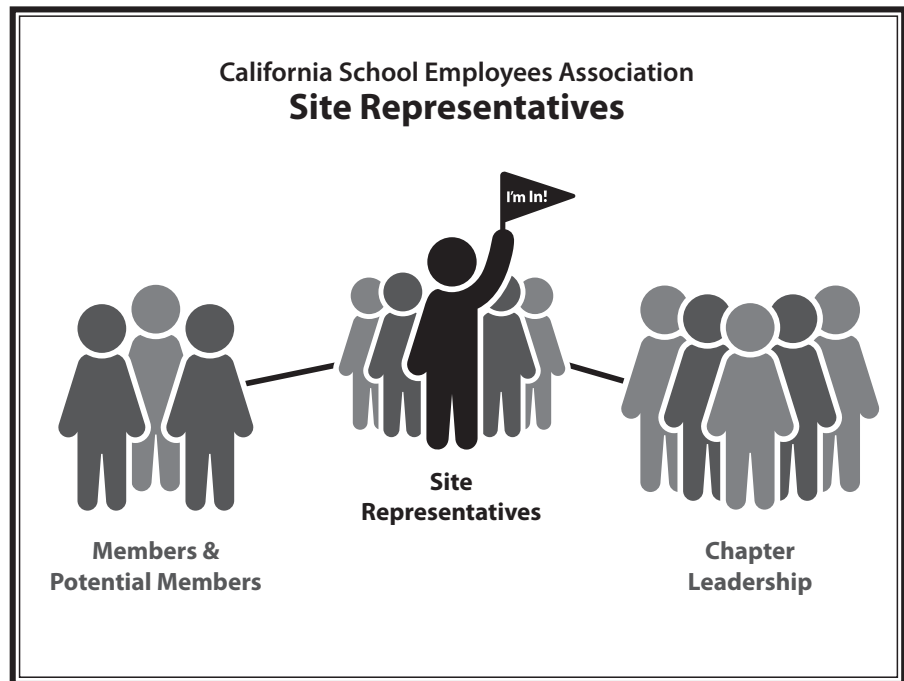 California School Employees Association
Site Representatives
I'm In!
Site
Representatives
Members &
Potential Members
Chapter
Leadership